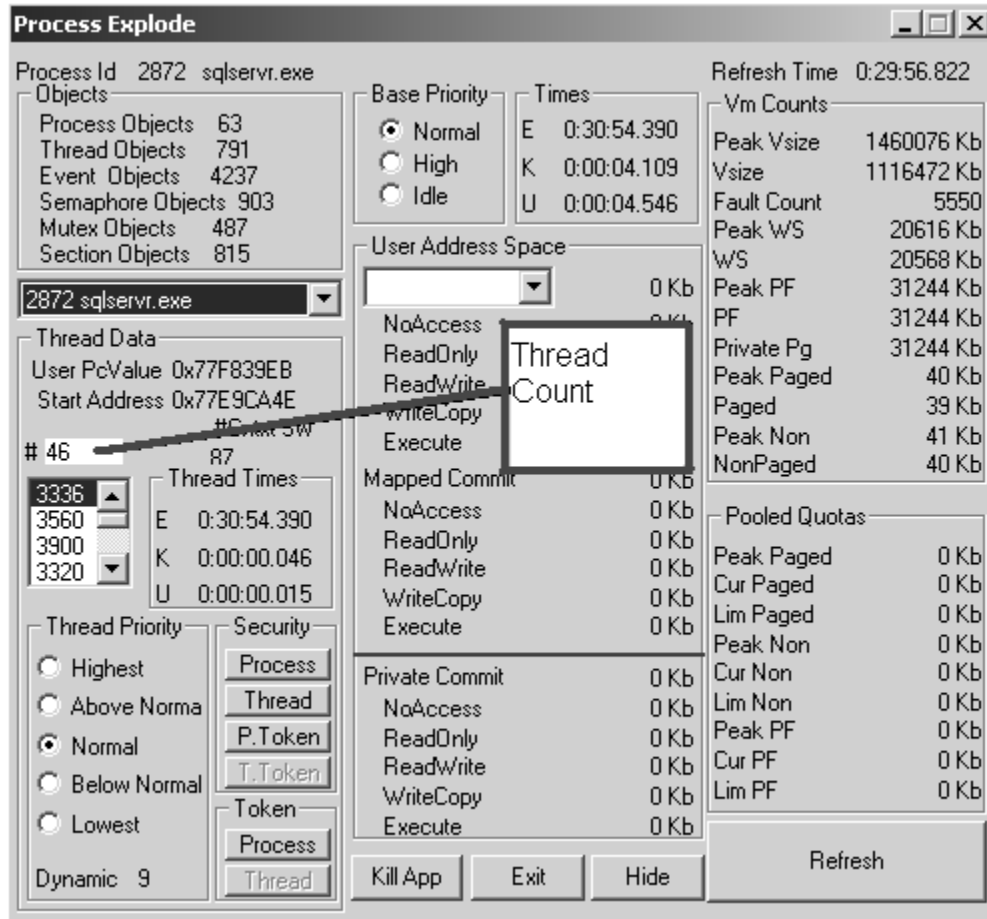 Process Explode
Process Id 2872 sqlservr.exe
Objects
Process Objects 63
Thread Objects 791
Event Objects 4237
Semaphore Objects 903
Mutex Objects 487
Section Objects 815
2872 sqlservr.exe
Thread Data
User PcValue 0x77F839EB
Start Address 0x77E9CA4E
# 46
87
3336
3560
3900
3320
Thread Times
E 0:30:54.390
K 0:00:00.046
U 0:00:00.015
Thread Priority
Highest
Above Norma
Normal
Below Normal
Lowest
Dynamic 9
Security
Process
Thread
P.Token
T.Token
Token
Process
Thread
Base Priority
Normal
High
Idle
Times
E 0:30:54.390
K 0:00:04.109
U 0:00:04.546
User Address Space
0 Kb
NoAccess 0 Kb
ReadOnly
ReadWrite
WriteCopy
Execute
Thread
Count
Mapped Commit 0 Kb
NoAccess 0 Kb
ReadOnly 0 Kb
ReadWrite 0 Kb
WriteCopy 0 Kb
Execute 0 Kb
Private Commit 0 Kb
NoAccess 0 Kb
ReadOnly 0 Kb
ReadWrite 0 Kb
WriteCopy 0 Kb
Execute 0 Kb
Kill App
Exit
Hide
Refresh Time 0:29:56.822
Vm Counts
Peak Vsize 1460076 Kb
Vsize 1116472 Kb
Fault Count 5550
Peak WS 20616 Kb
WS 20568 Kb
Peak PF 31244 Kb
PF 31244 Kb
Private Pg 31244 Kb
Peak Paged 40 Kb
Paged 39 Kb
Peak Non 41 Kb
NonPaged 40 Kb
Pooled Quotas
Peak Paged 0 Kb
Cur Paged 0 Kb
Lim Paged 0 Kb
Peak Non 0 Kb
Cur Non 0 Kb
Lim Non 0 Kb
Peak PF 0 Kb
Cur PF 0 Kb
Lim PF 0 Kb
Refresh